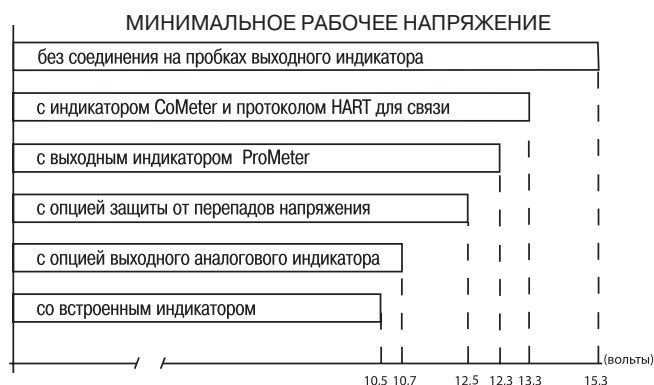 МИНИМАЛЬНОЕ РАБОЧЕЕ НАПРЯЖЕНИЕ
без соединения на пробках выходного индикатора
с индикатором CoMeter и протоколом HART для связи
с выходным индикатором ProMeter
с опцией защиты от перепадов напряжения
с опцией выходного аналогового индикатора
со встроенным индикатором
(вольты)
10.5 10.7 12.5 12.3 13.3 15.3